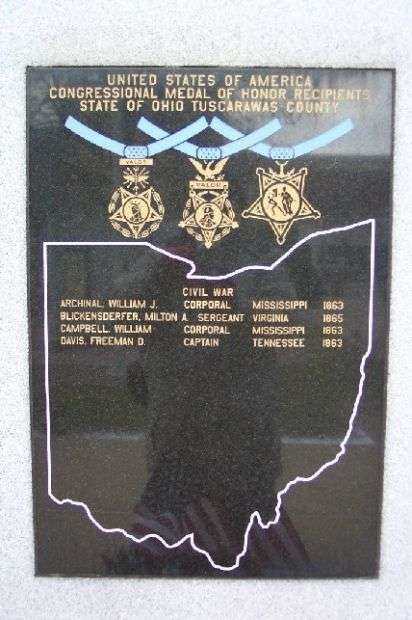 UNITED STATES OF AMERICA
CONGRESSIONAL MEDAL OF HONOR RECIPIENTS
STATE OF OHIO TUSCARAWAS COUNTY
VALOR
VALOR
CIVIL WAR
ARCHINAL, WILLIAM J. CORPORAL MISSISSIPPI 1863
BLICKENSDERFER, MILTON A. SERGEANT VIRGINIA 1865
CAMPBELL, WILLIAM CORPORAL MISSISSIPPI 1863
DAVIS, FREEMAN D. CAPTAIN TENNESSEE 1863